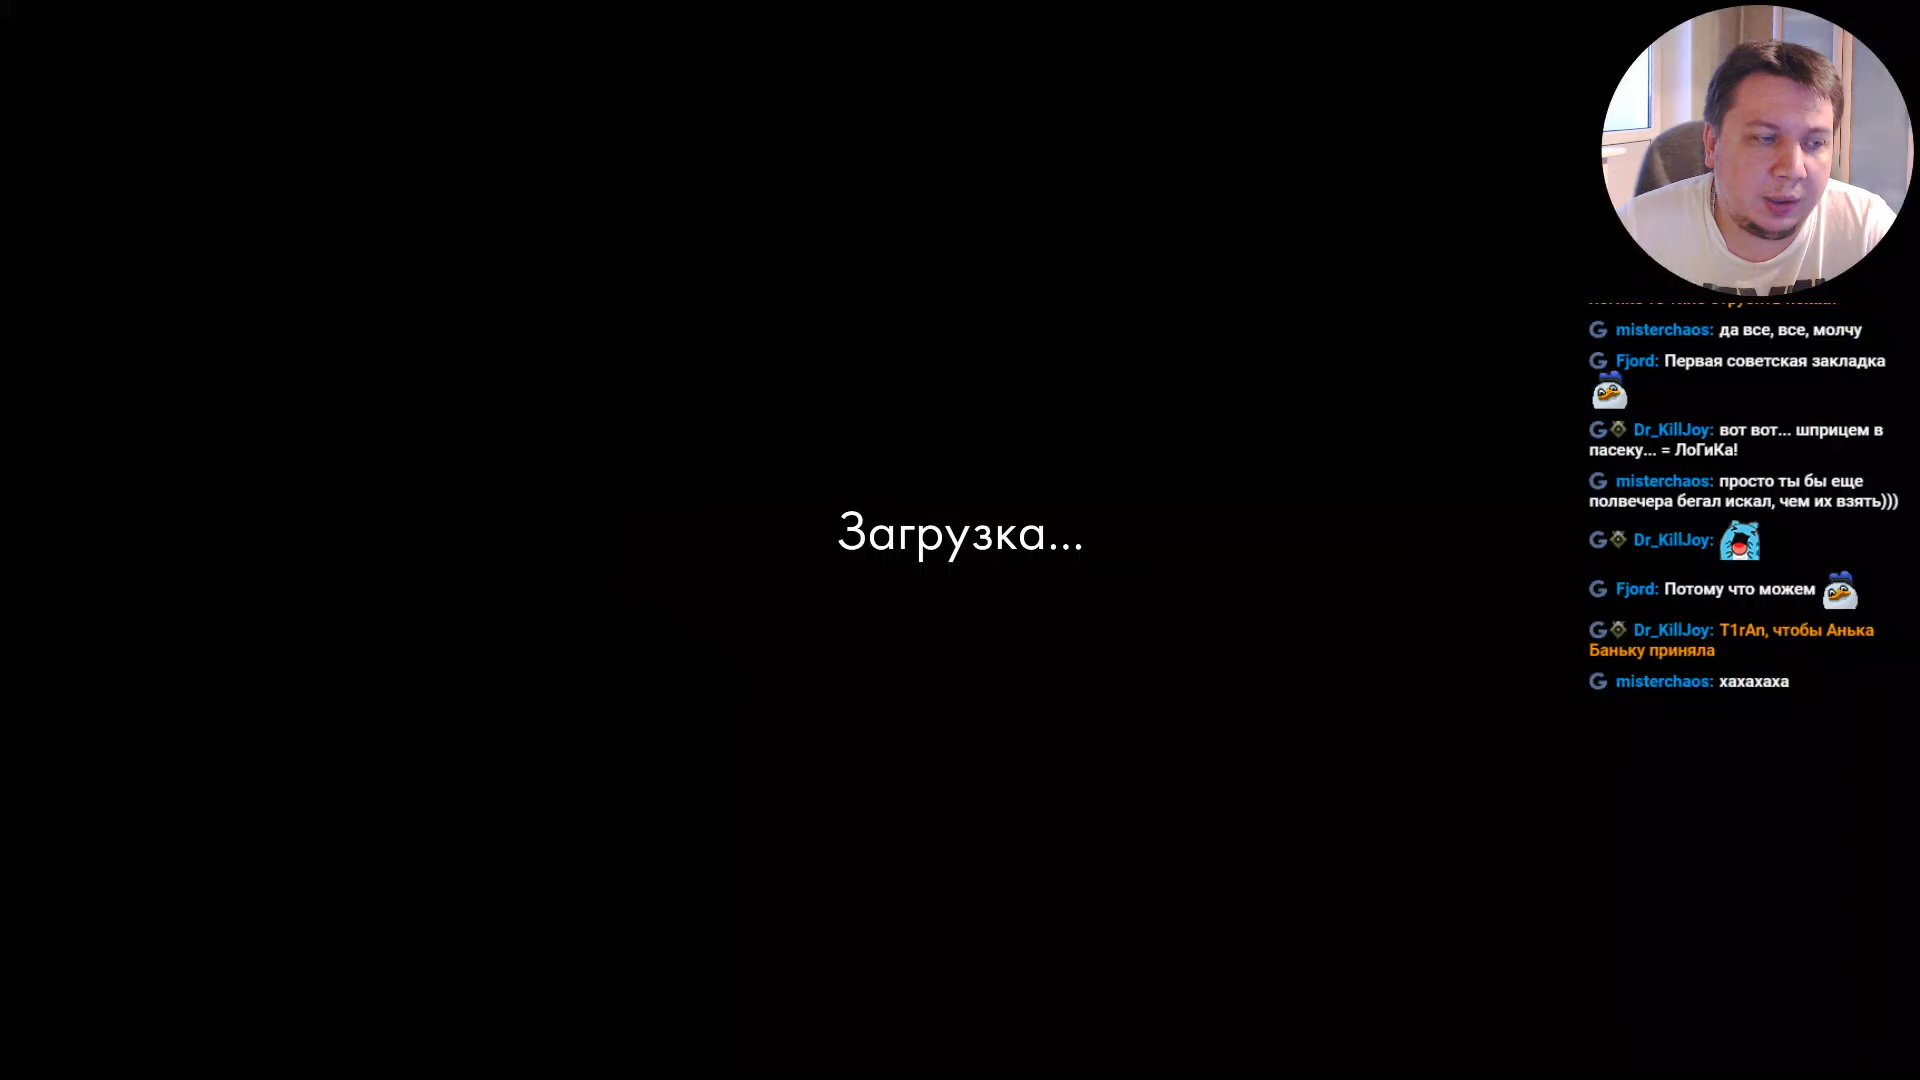 Загрузка...
misterchaos: да все, все, молчу
Fjord: Первая советская закладка
Dr_KillJoy: вот вот... шприцем в
пасеку... = ЛоГиКа!
misterchaos: просто ты бы еще
полвечера бегал искал, чем их взять)))
Dr_KillJoy:
Fjord: Потому что можем
Dr_KillJoy: T1rAn, чтобы Анька
Баньку приняла
misterchaos: хахахаха